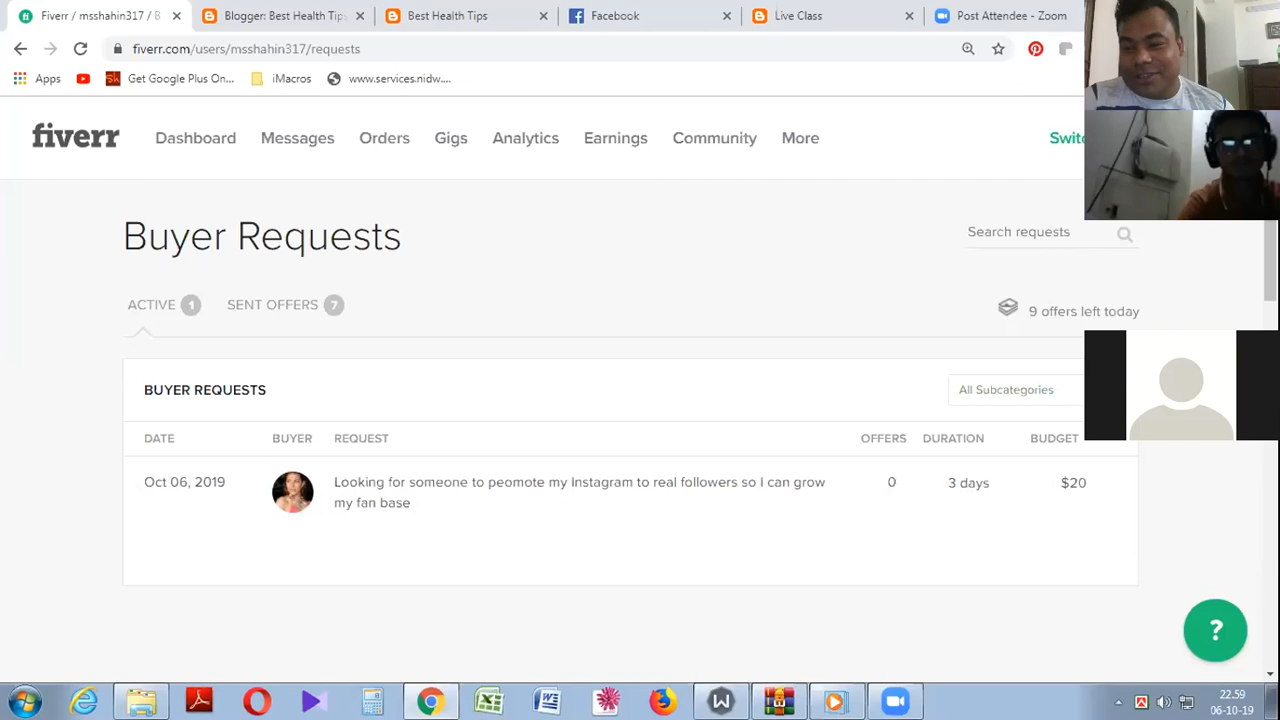 Fiverr / msshahin317 / B
Blogger: Best Health Tips
Best Health Tips
Facebook
Live Class
Post Attendee - Zoom
fiverr.com/users/msshahin317/requests
Apps
Get Google Plus On...
iMacros
www.services.nidw....
fiverr
Dashboard
Messages
Orders
Gigs
Analytics
Earnings
Community
More
Buyer Requests
Search requests
ACTIVE 1
SENT OFFERS 7
9 offers left today
BUYER REQUESTS
All Subcategories
DATE BUYER REQUEST OFFERS DURATION BUDGET
Oct 06, 2019 Looking for someone to peomote my Instagram to real followers so I can grow 0 3 days $20
my fan base
?
22.59
06-10-19